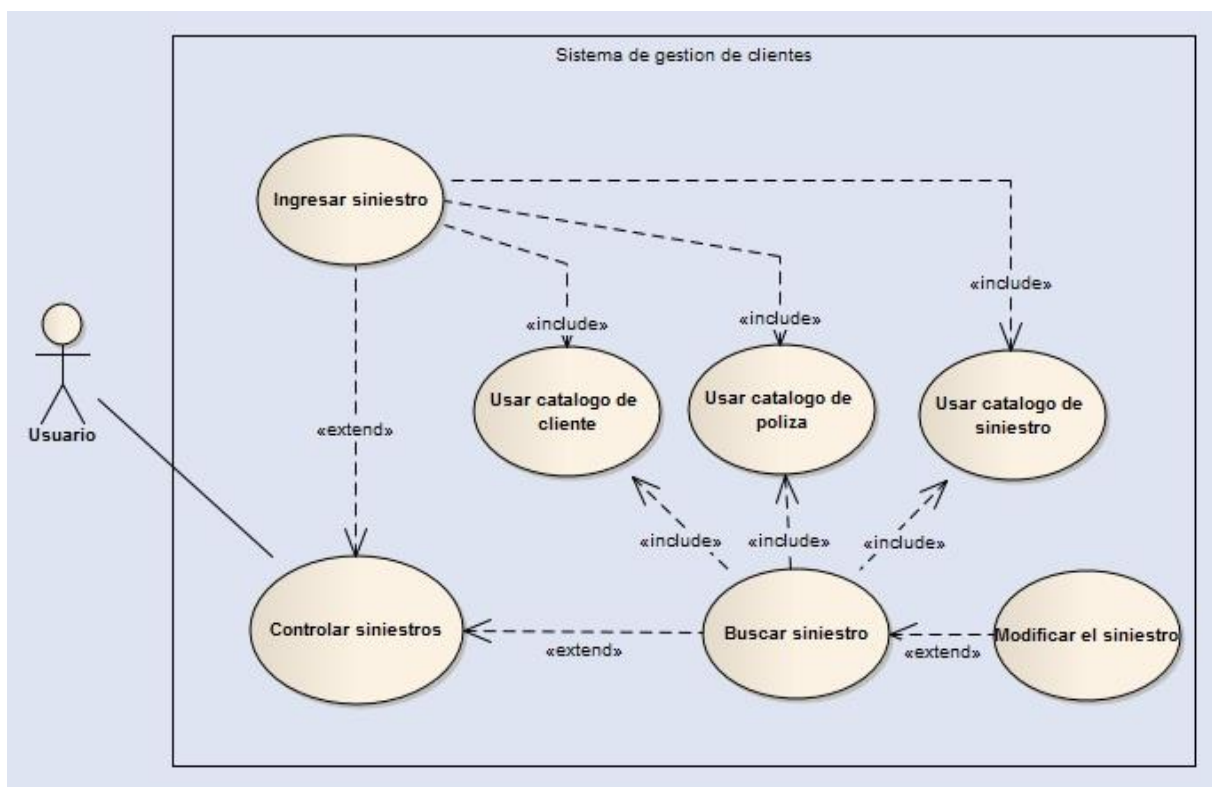 Sistema de gestion de clientes
Ingresar siniestro
«include»
«include»
«include»
Usar catalogo de
cliente
Usar catalogo de
poliza
Usar catalogo de
siniestro
Usuario
«extend»
«include»
«include»
«include»
Controlar siniestros
«extend»
Buscar siniestro
«extend»
Modificar el siniestro